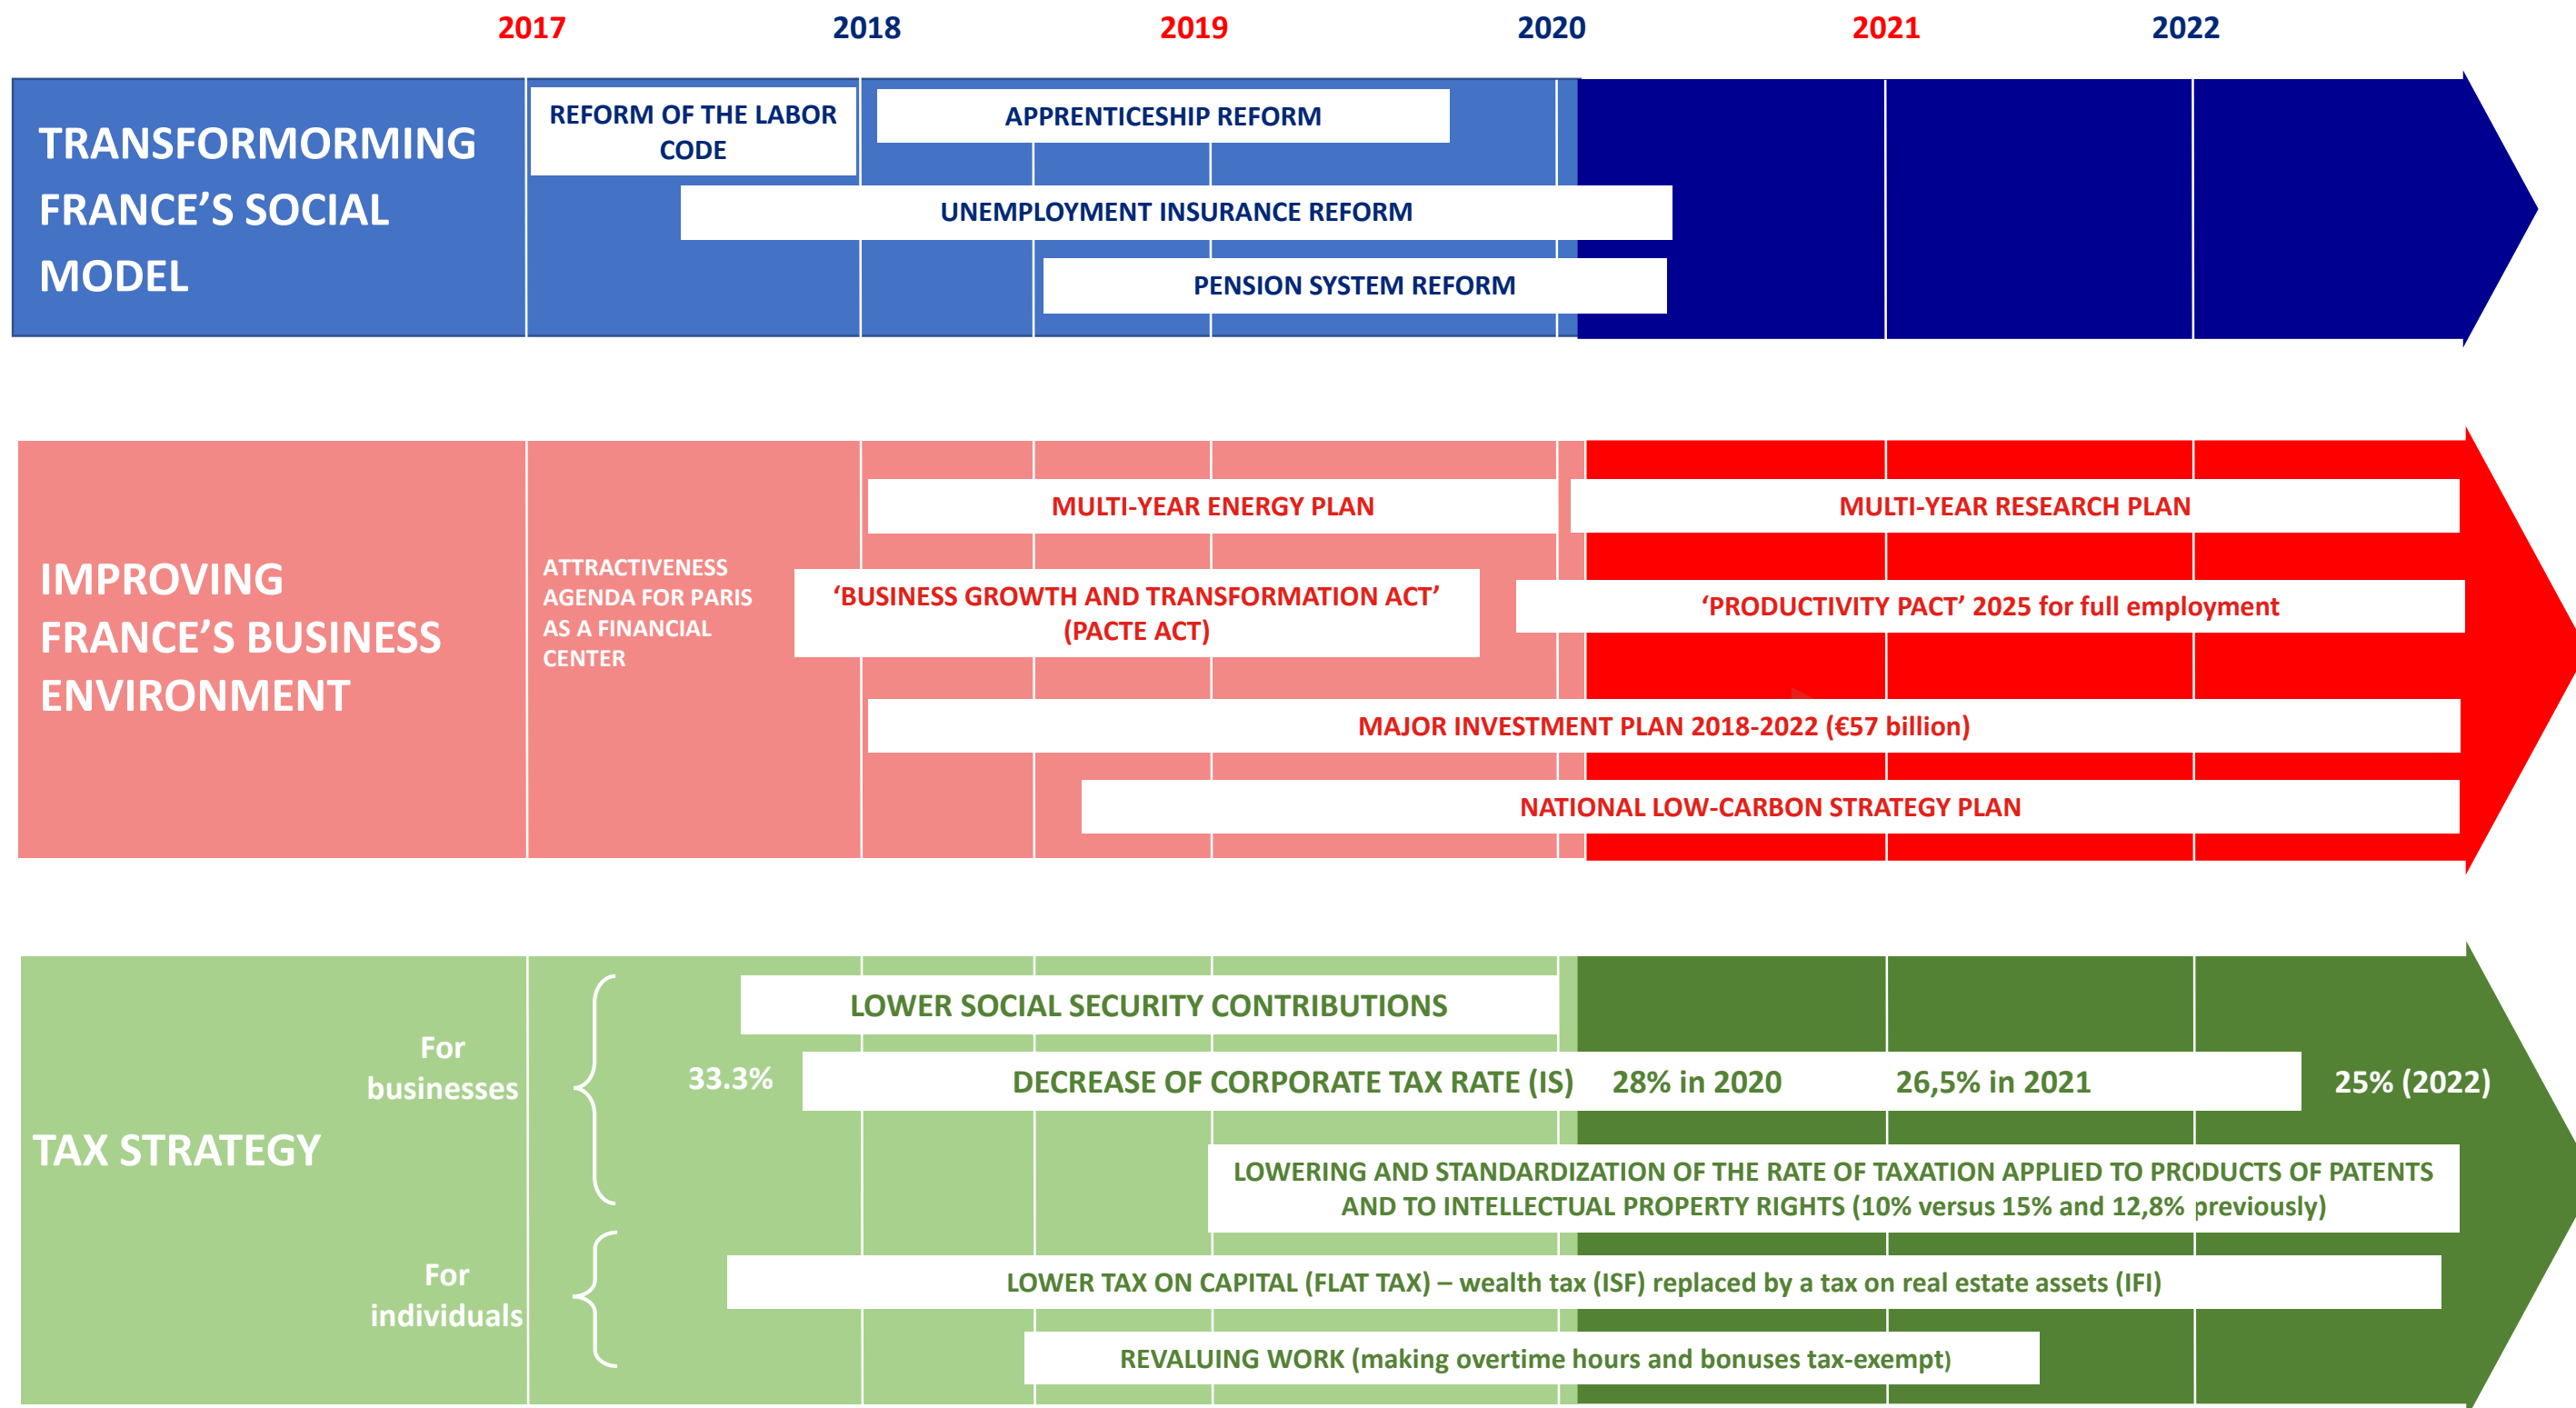 2017 2018 2019 2020 2021 2022
TRANSFORMORMING
FRANCE’S SOCIAL
MODEL
REFORM OF THE LABOR
CODE
APPRENTICESHIP REFORM
UNEMPLOYMENT INSURANCE REFORM
PENSION SYSTEM REFORM
IMPROVING
FRANCE’S BUSINESS
ENVIRONMENT
ATTRACTIVENESS
AGENDA FOR PARIS
AS A FINANCIAL
CENTER
MULTI-YEAR ENERGY PLAN
MULTI-YEAR RESEARCH PLAN
‘BUSINESS GROWTH AND TRANSFORMATION ACT’
(PACTE ACT)
‘PRODUCTIVITY PACT’ 2025 for full employment
MAJOR INVESTMENT PLAN 2018-2022 (€57 billion)
NATIONAL LOW-CARBON STRATEGY PLAN
TAX STRATEGY
For
businesses
LOWER SOCIAL SECURITY CONTRIBUTIONS
33.3% DECREASE OF CORPORATE TAX RATE (IS) 28% in 2020 26,5% in 2021 25% (2022)
LOWERING AND STANDARDIZATION OF THE RATE OF TAXATION APPLIED TO PRODUCTS OF PATENTS
AND TO INTELLECTUAL PROPERTY RIGHTS (10% versus 15% and 12,8% previously)
For
individuals
LOWER TAX ON CAPITAL (FLAT TAX) – wealth tax (ISF) replaced by a tax on real estate assets (IFI)
REVALUING WORK (making overtime hours and bonuses tax-exempt)